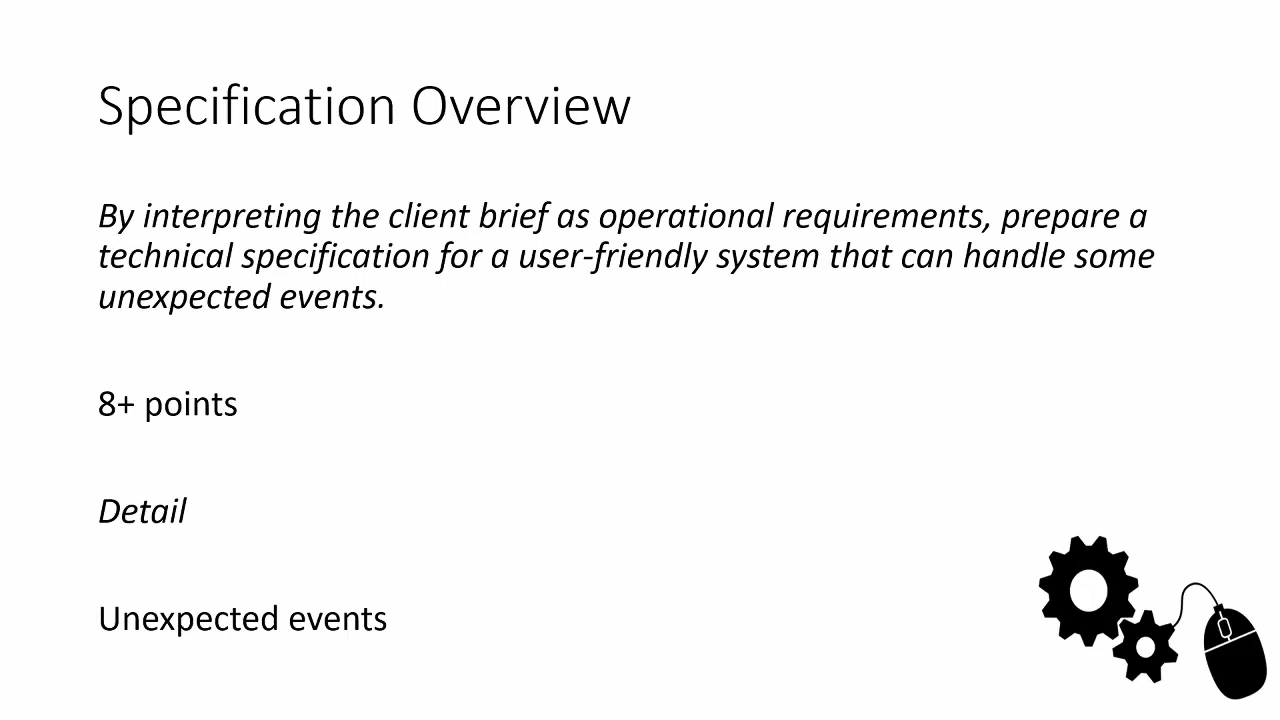 Specification Overview
By interpreting the client brief as operational requirements, prepare a
technical specification for a user-friendly system that can handle some
unexpected events.
8+ points
Detail
Unexpected events